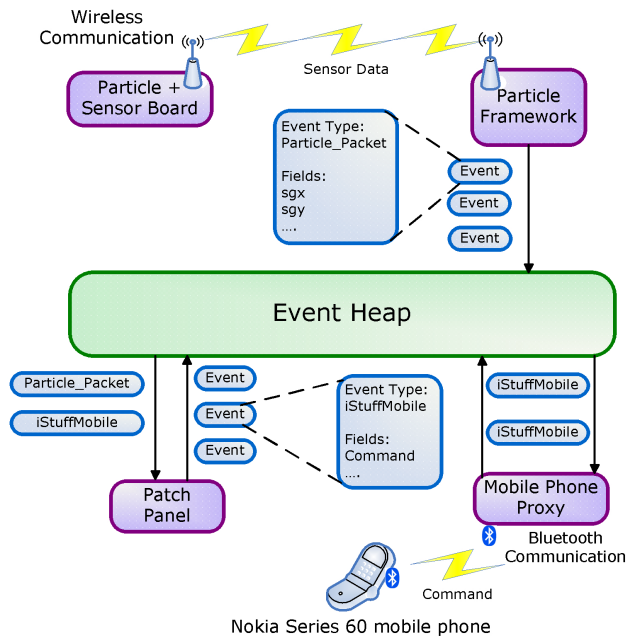 Wireless
Communication
Sensor Data
Particle +
Sensor Board
Particle
Framework
Event Type:
Particle_Packet
Fields:
sgx
sgy
....
Event
Event
Event
Event Heap
Particle_Packet
iStuffMobile
Event
Event
Event
Event Type:
iStuffMobile
Fields:
Command
....
iStuffMobile
iStuffMobile
Patch
Panel
Mobile Phone
Proxy
Bluetooth
Communication
Command
Nokia Series 60 mobile phone